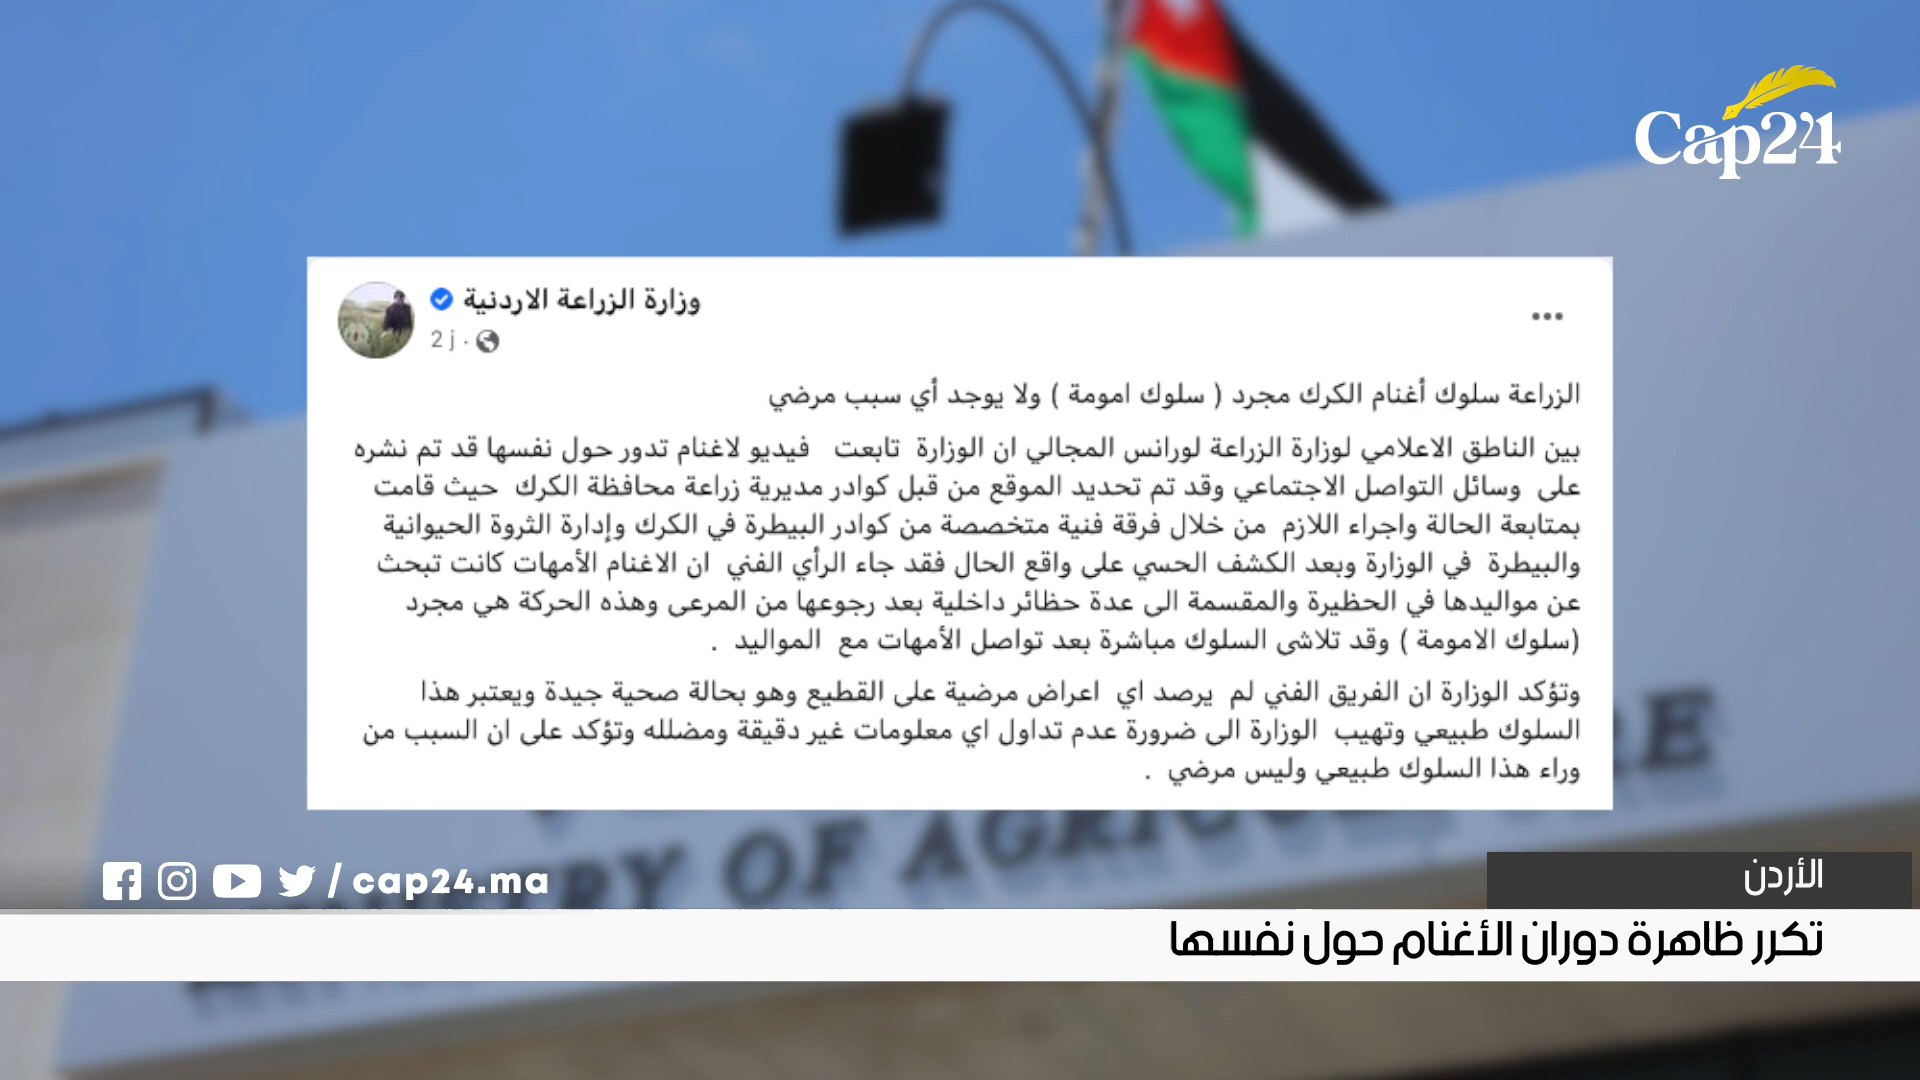 Cap24
وزارة الزراعة الاردنية
2 j ·
الزراعة سلوك أغنام الكرك مجرد ( سلوك امومة ) ولا يوجد أي سبب مرضي
بين الناطق الاعلامي لوزارة الزراعة لورانس المجالي ان الوزارة تابعت فيديو لاغنام تدور حول نفسها قد تم نشره
على وسائل التواصل الاجتماعي وقد تم تحديد الموقع من قبل كوادر مديرية زراعة محافظة الكرك حيث قامت
بمتابعة الحالة واجراء اللازم من خلال فرقة فنية متخصصة من كوادر البيطرة في الكرك وإدارة الثروة الحيوانية
والبيطرة في الوزارة وبعد الكشف الحسي على واقع الحال فقد جاء الرأي الفني ان الاغنام الأمهات كانت تبحث
عن مواليدها في الحظيرة والمقسمة الى عدة حظائر داخلية بعد رجوعها من المرعى وهذه الحركة هي مجرد
(سلوك الامومة ) وقد تلاشى السلوك مباشرة بعد تواصل الأمهات مع المواليد .
وتؤكد الوزارة ان الفريق الفني لم يرصد اي اعراض مرضية على القطيع وهو بحالة صحية جيدة ويعتبر هذا
السلوك طبيعي وتهيب الوزارة الى ضرورة عدم تداول اي معلومات غير دقيقة ومضلله وتؤكد على ان السبب من
وراء هذا السلوك طبيعي وليس مرضي .
OF AGRICU RE
/ cap24.ma
الأردن
تكرر ظاهرة دوران الأغنام حول نفسها